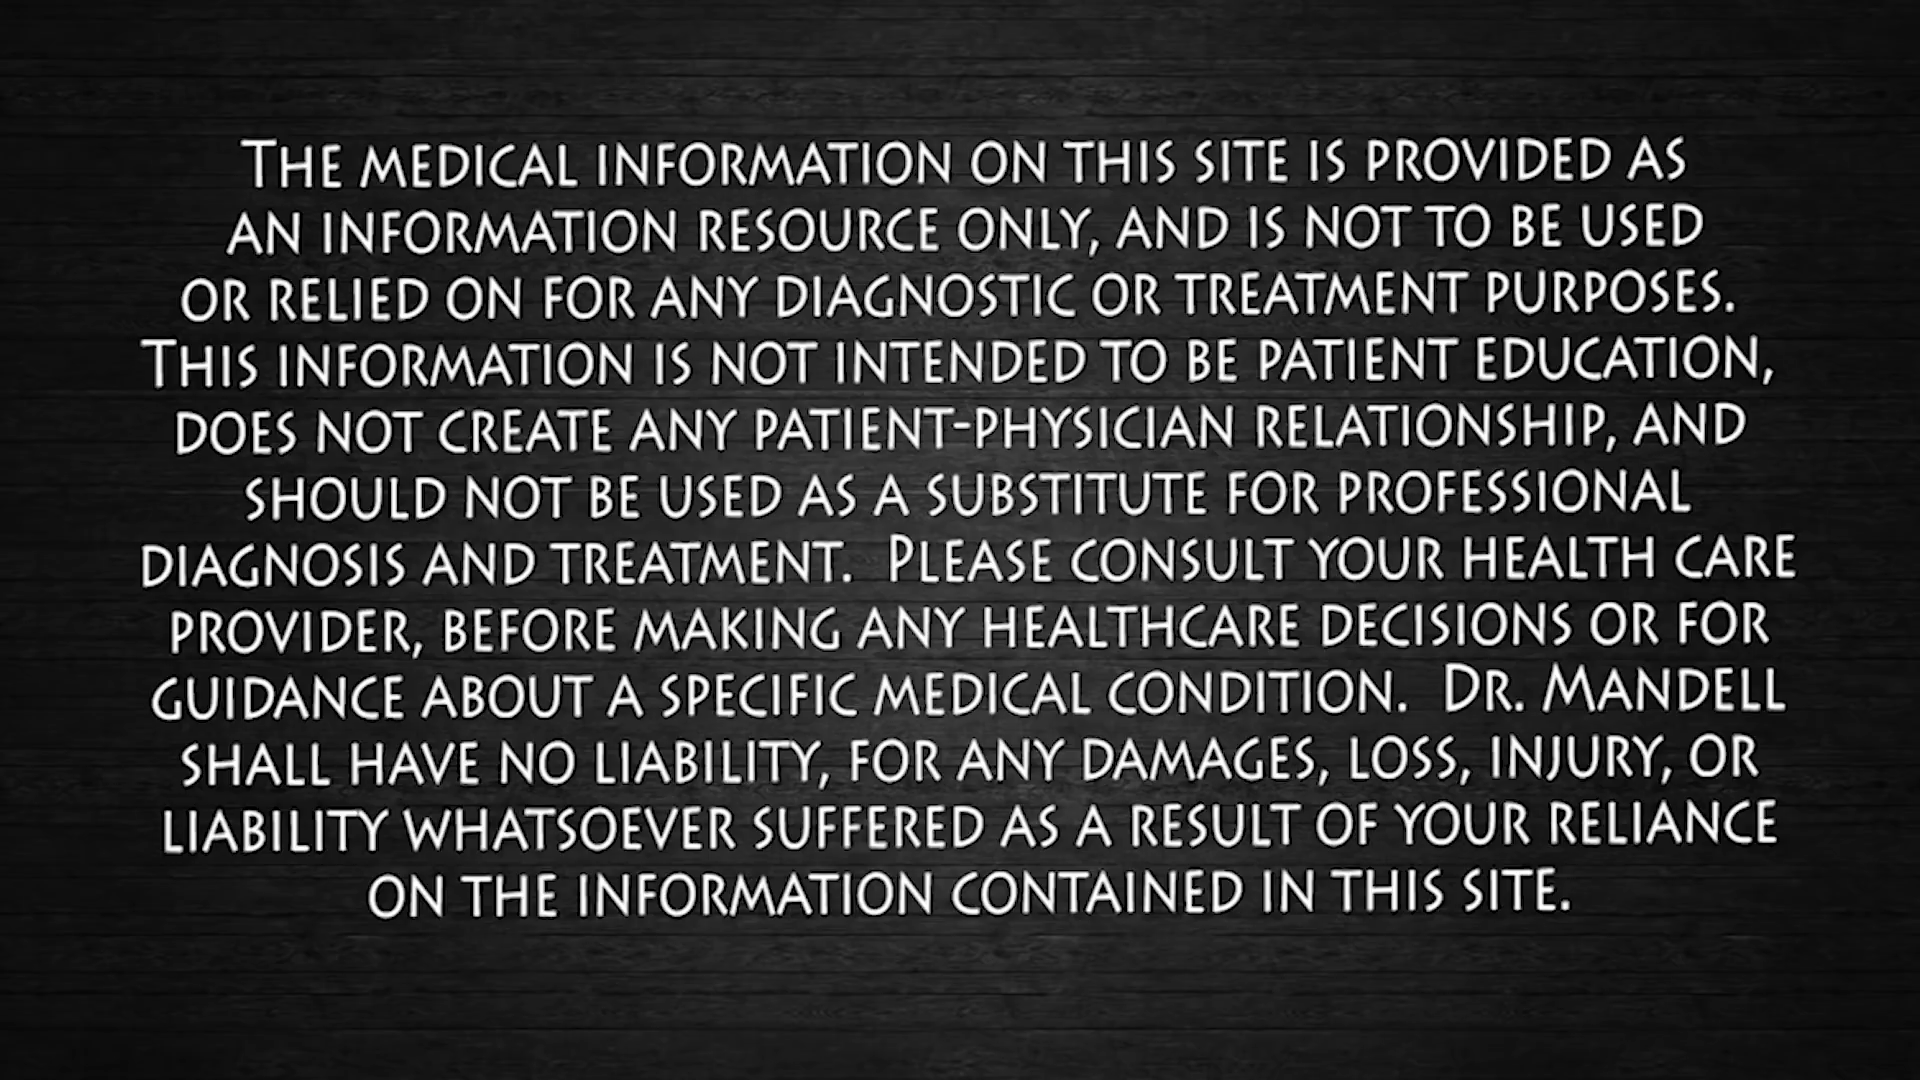 The medical information on this site is provided as
an information resource only, and is not to be used
or relied on for any diagnostic or treatment purposes.
This information is not intended to be patient education,
does not create any patient-physician relationship, and
should not be used as a substitute for professional
diagnosis and treatment.  Please consult your health care
provider, before making any healthcare decisions or for
guidance about a specific medical condition.  Dr. Mandell
shall have no liability, for any damages, loss, injury, or
liability whatsoever suffered as a result of your reliance
on the information contained in this site.